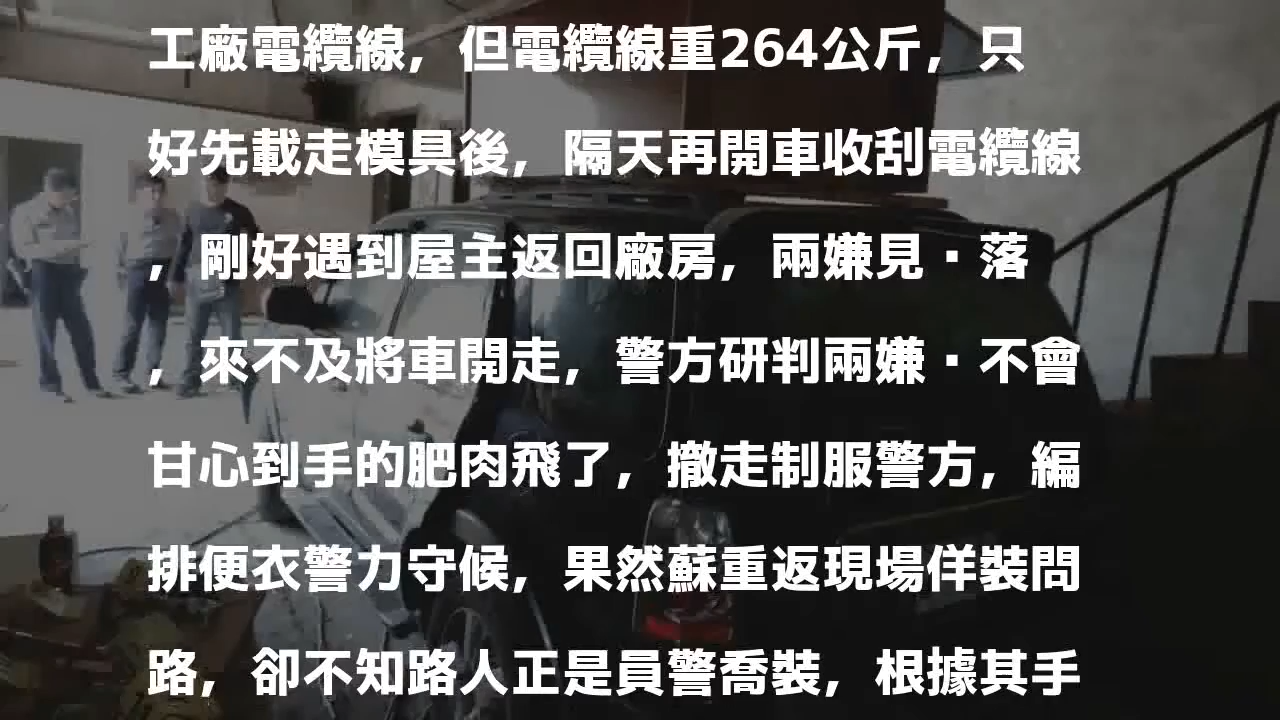 工廠電纜線，但電纜線重264公斤，只
好先載走模具後，隔天再開車收刮電纜線
，剛好遇到屋主返回廠房，兩嫌見▪落
，來不及將車開走，警方研判兩嫌▪不會
甘心到手的肥肉飛了，撤走制服警方，編
排便衣警力守候，果然蘇重返現場佯裝問
路，卻不知路人正是員警喬裝，根據其手